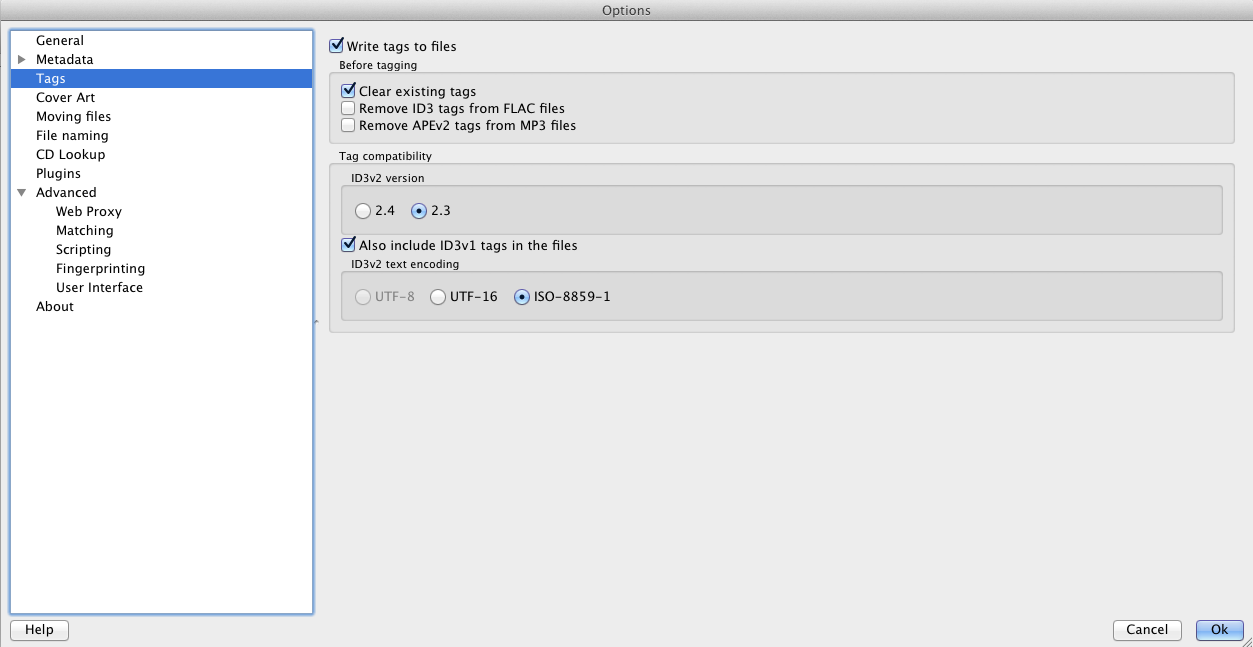 Options
General
Metadata
Tags
Cover Art
Moving files
File naming
CD Lookup
Plugins
Advanced
Web Proxy
Matching
Scripting
Fingerprinting
User Interface
About
Write tags to files
Before tagging
Clear existing tags
Remove ID3 tags from FLAC files
Remove APEv2 tags from MP3 files
Tag compatibility
ID3v2 version
2.4 2.3
Also include ID3v1 tags in the files
ID3v2 text encoding
UTF-8 UTF-16 ISO-8859-1
Help Cancel Ok